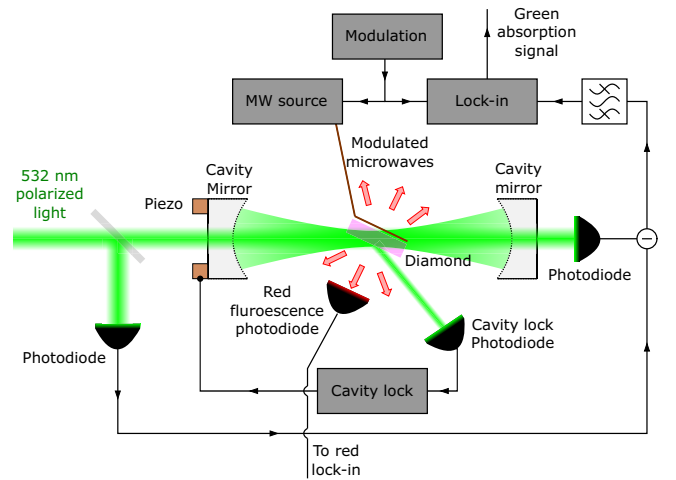 Green
absorption
signal
Modulation
MW source
Lock-in
Modulated
microwaves
532 nm
polarized
light
Cavity
Mirror
Cavity
mirror
Piezo
Diamond
Photodiode
Red
fluroescence
photodiode
Cavity lock
Photodiode
Photodiode
Cavity lock
To red
lock-in